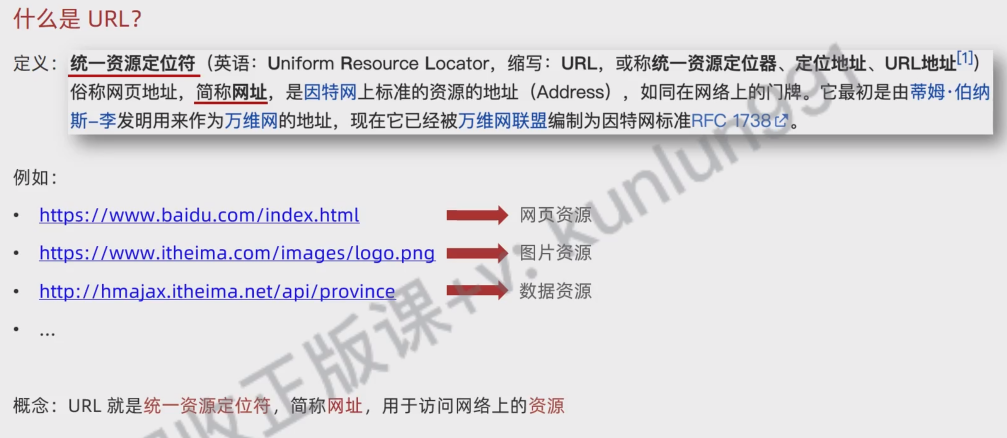 什么是 URL？
定义： 统一资源定位符（英语：Uniform Resource Locator，缩写：URL，或称统一资源定位器、定位地址、URL地址[1]）
俗称网页地址，简称网址，是因特网上标准的资源的地址（Address），如同在网络上的门牌。它最初是由蒂姆·伯纳
斯-李发明用来作为万维网的地址，现在它已经被万维网联盟编制为因特网标准RFC 1738。
例如：
• https://www.baidu.com/index.html 网页资源
• https://www.itheima.com/images/logo.png 图片资源
• http://hmajax.itheima.net/api/province 数据资源
• ...
概念：URL 就是统一资源定位符，简称网址，用于访问网络上的资源
收正版课+v: kunlun991